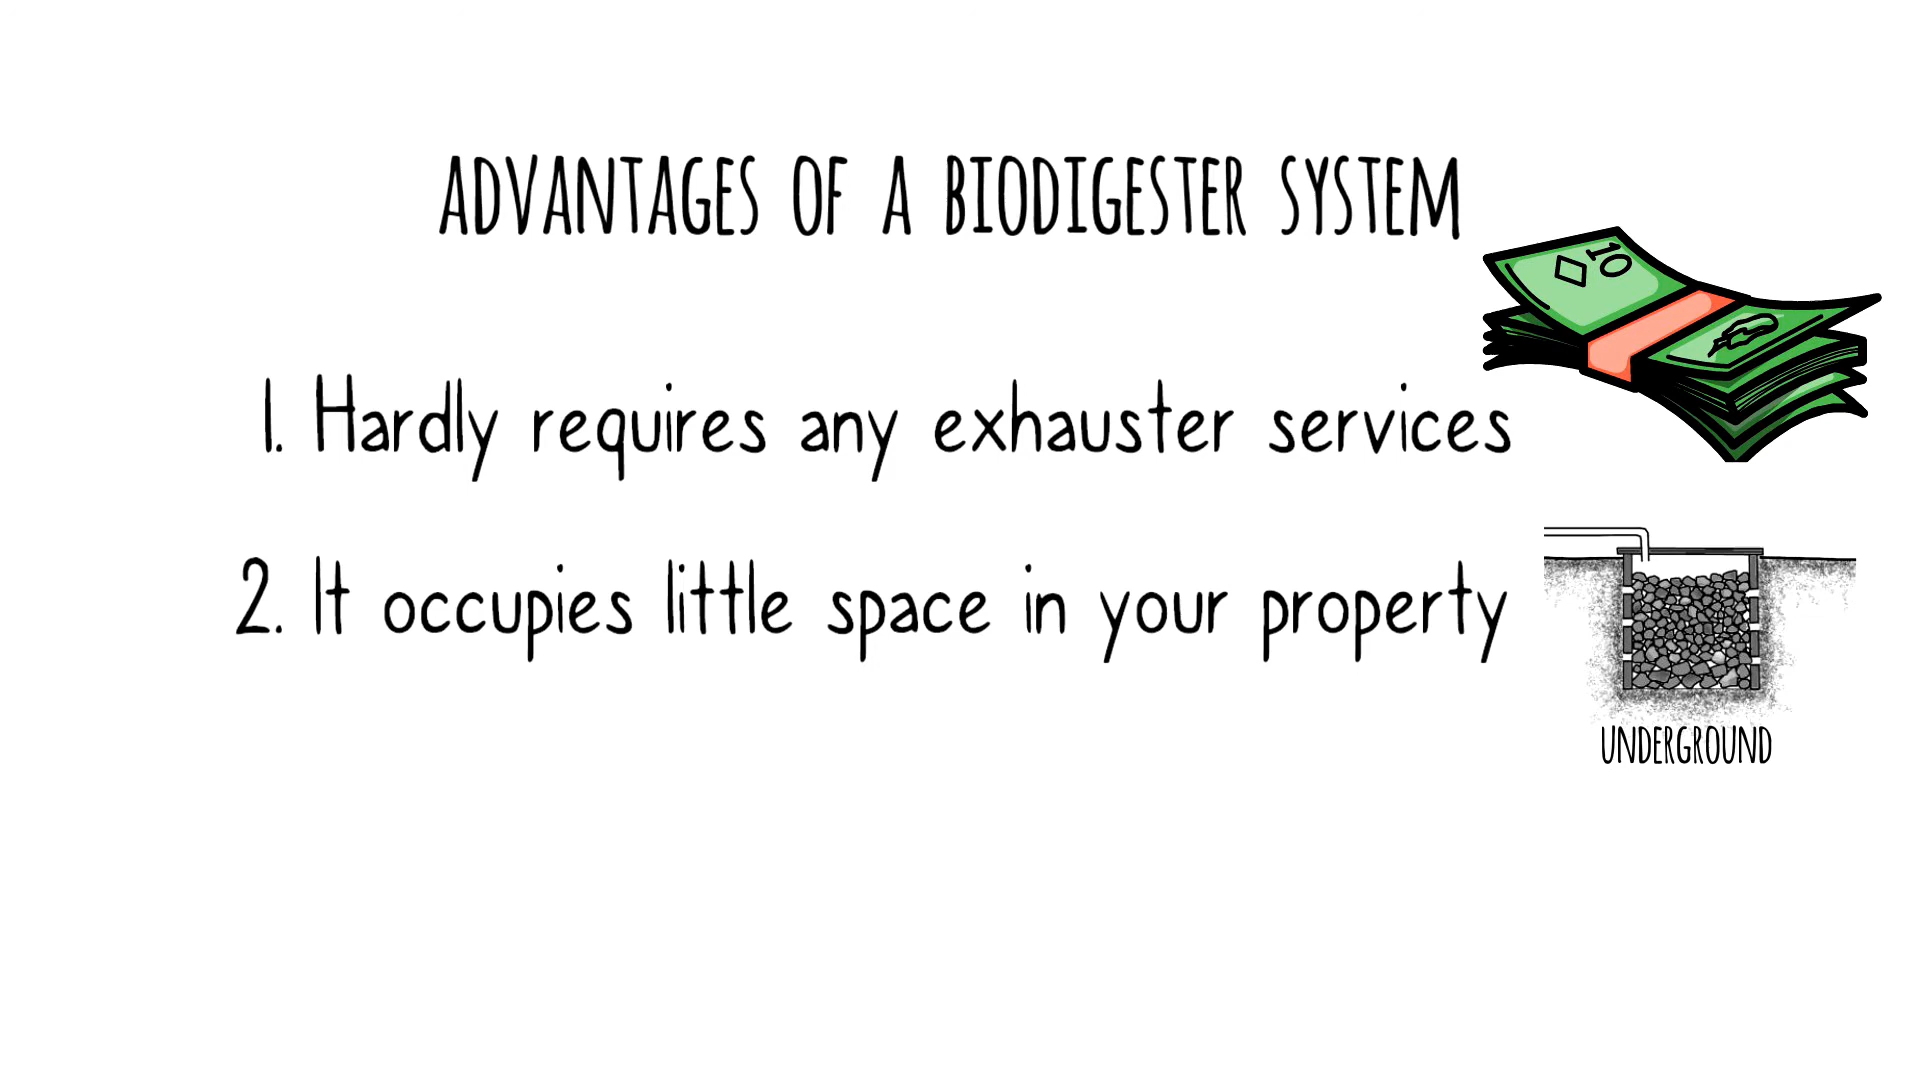 ADVANTAGES OF A BIODIGESTER SYSTEM
10
1. Hardly requires any exhauster services
2. It occupies little space in your property
UNDERGROUND